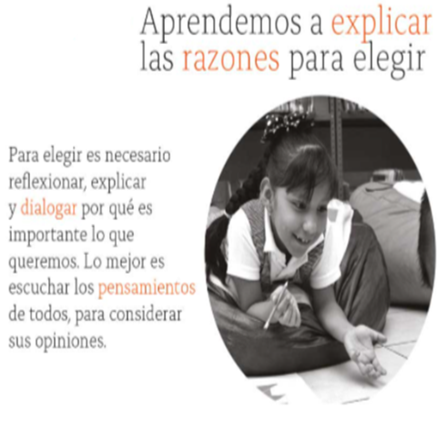 Aprendemos a explicar
las razones para elegir
Para elegir es necesario
reflexionar, explicar
y dialogar por qué es
importante lo que
queremos. Lo mejor es
escuchar los pensamientos
de todos, para considerar
sus opiniones.